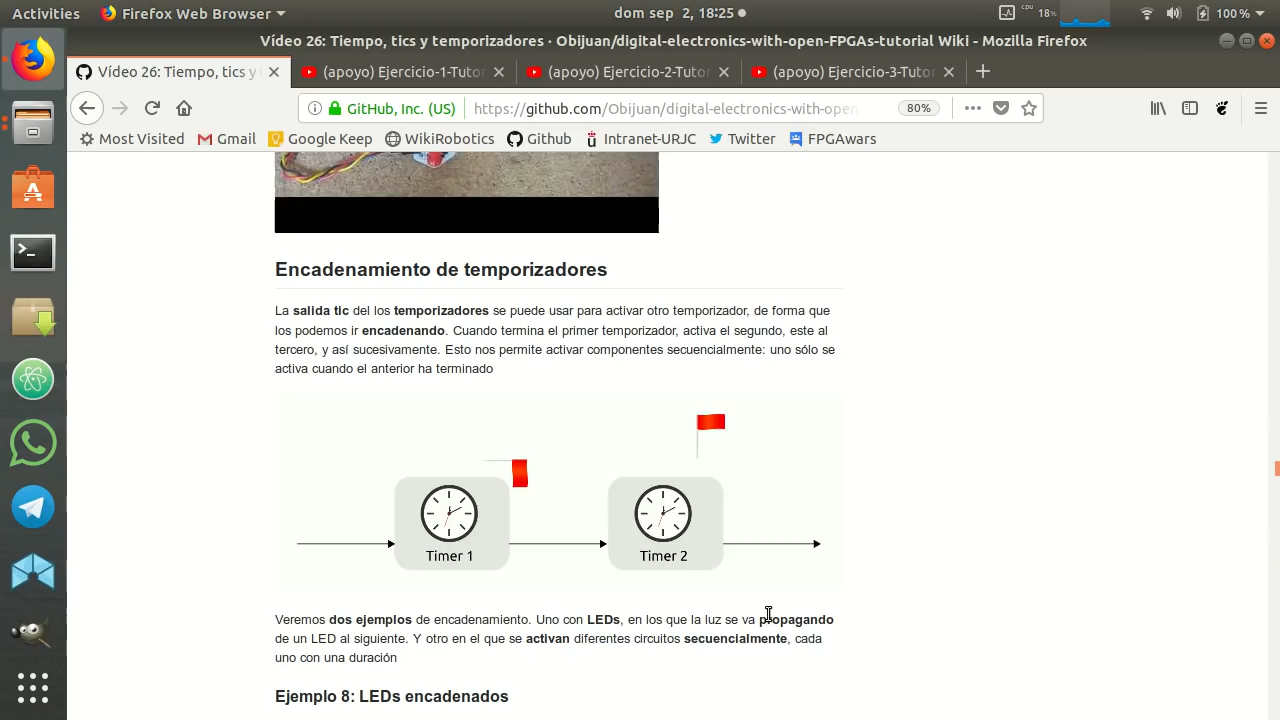 Activities
Firefox Web Browser
dom sep 2, 18:25
cpu
18%
100 %
Vídeo 26: Tiempo, tics y temporizadores · Obijuan/digital-electronics-with-open-FPGAs-tutorial Wiki - Mozilla Firefox
Vídeo 26: Tiempo, tics y t
(apoyo) Ejercicio-1-Tutor
(apoyo) Ejercicio-2-Tutor
(apoyo) Ejercicio-3-Tutor
GitHub, Inc. (US)
https://github.com/Obijuan/digital-electronics-with-open-
80%
Most Visited
Gmail
Google Keep
WikiRobotics
Github
Intranet-URJC
Twitter
FPGAwars
Encadenamiento de temporizadores
La salida tic del los temporizadores se puede usar para activar otro temporizador, de forma que
los podemos ir encadenando. Cuando termina el primer temporizador, activa el segundo, este al
tercero, y así sucesivamente. Esto nos permite activar componentes secuencialmente: uno sólo se
activa cuando el anterior ha terminado
Timer 1
Timer 2
Veremos dos ejemplos de encadenamiento. Uno con LEDs, en los que la luz se va propagando
de un LED al siguiente. Y otro en el que se activan diferentes circuitos secuencialmente, cada
uno con una duración
Ejemplo 8: LEDs encadenados